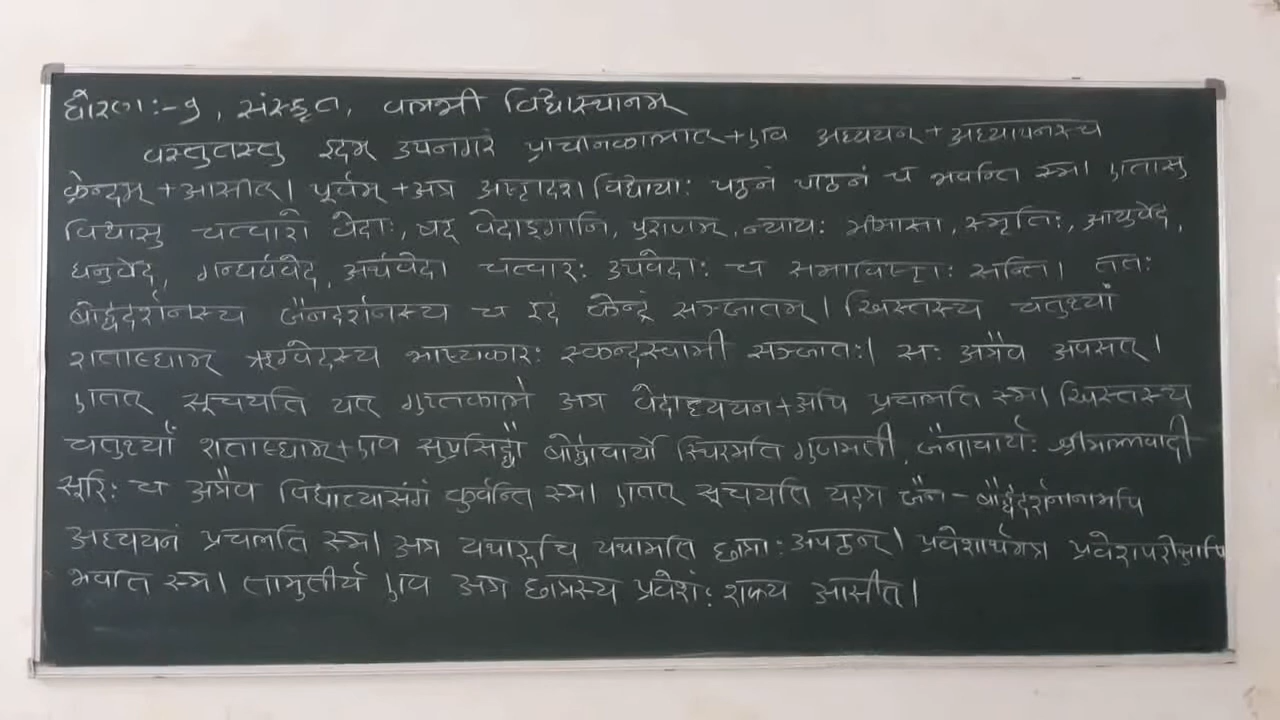 धोरण :- ९, संस्कृत, वलभी विद्यास्थानम्
वस्तुतस्तु इदम् उपनगरं प्राचीनकालात् + एव अध्ययन + अध्यापनस्य
केन्द्रम् + आसीत्। पूर्वम् + अत्र अष्टादश विद्यायाः पठनं पाठनं च भवन्ति स्म। एतासु
विद्यासु चत्वारो वेदाः, षड् वेदाङ्गानि, पुराणम्, न्यायः मीमांसा, स्मृतिः, आयुर्वेद,
धनुर्वेद, गन्धर्ववेद, अर्थवेदा चत्वारः उपवेदाः च समाविष्टाः सन्ति। ततः
बौद्धदर्शनस्य जैनदर्शनस्य च इदं केन्द्रं सञ्जातम्। ख्रिस्तस्य चतुर्थ्यां
शताब्द्याम् ऋग्वेदस्य भाष्यकारः स्कन्दस्वामी सञ्जातः। सः अत्रैव अवसत्।
एतत् सूचयति यत् गुप्तकाले अत्र वेदाध्ययन + अपि प्रचलति स्म। ख्रिस्तस्य
चतुर्थ्यां शताब्द्याम् + एव सुप्रसिद्धौ बौद्धाचार्यो स्थिरमति गुणमती, जैनाचार्यः श्रीमल्लवादी
सूरिः च अत्रैव विद्याव्यासंगं कुर्वन्ति स्म। एतत् सूचयति यदत्र जैन - बौद्धदर्शनानामपि
अध्ययनं प्रचलति स्म। अत्र यथारुचि यथामति छात्राः अपठन्। प्रवेशार्थमत्र प्रवेशपरीक्षापि
भवति स्म। तामुतीर्य एव अत्र छात्रस्य प्रवेशः शक्य आसीत्।